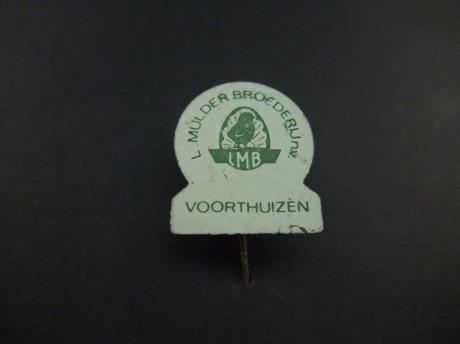 L. MULDER BROEDERIJ n.v.
LMB
VOORTHUIZEN